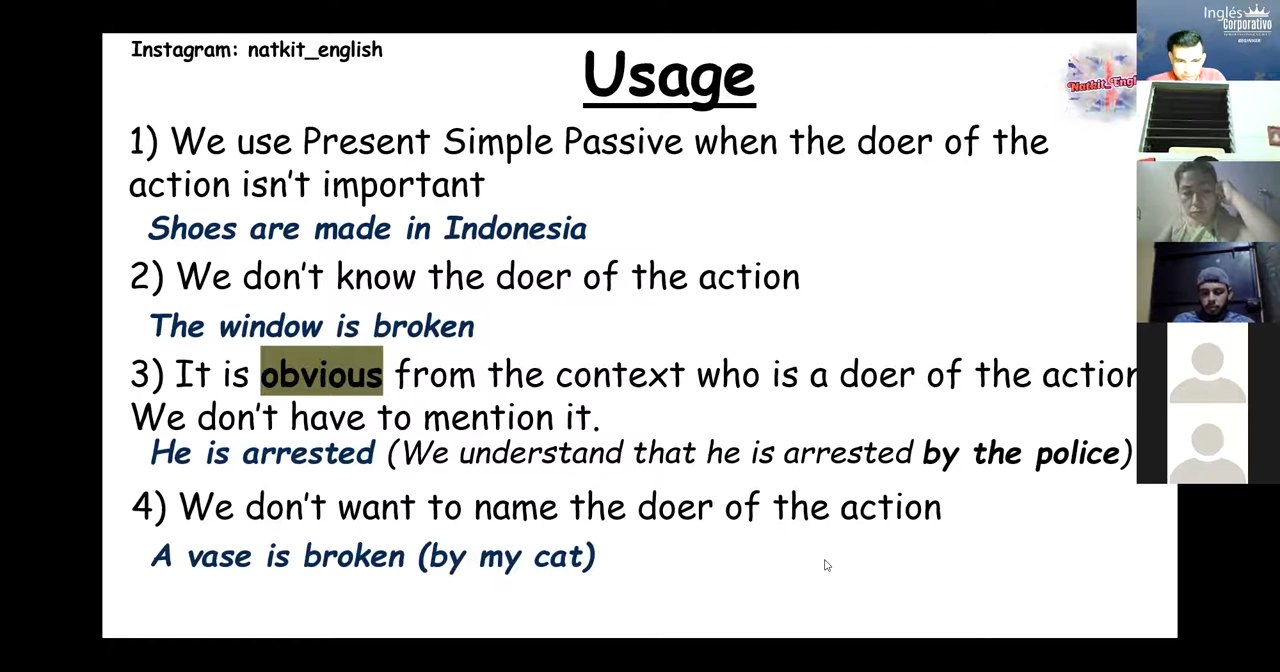 Instagram: natkit_english
Usage
Natkit_Engl
Inglés
Corporativo
BEGINNER
1) We use Present Simple Passive when the doer of the
action isn't important
Shoes are made in Indonesia
2) We don't know the doer of the action
The window is broken
3) It is obvious from the context who is a doer of the action
We don't have to mention it.
He is arrested (We understand that he is arrested by the police)
4) We don't want to name the doer of the action
A vase is broken (by my cat)